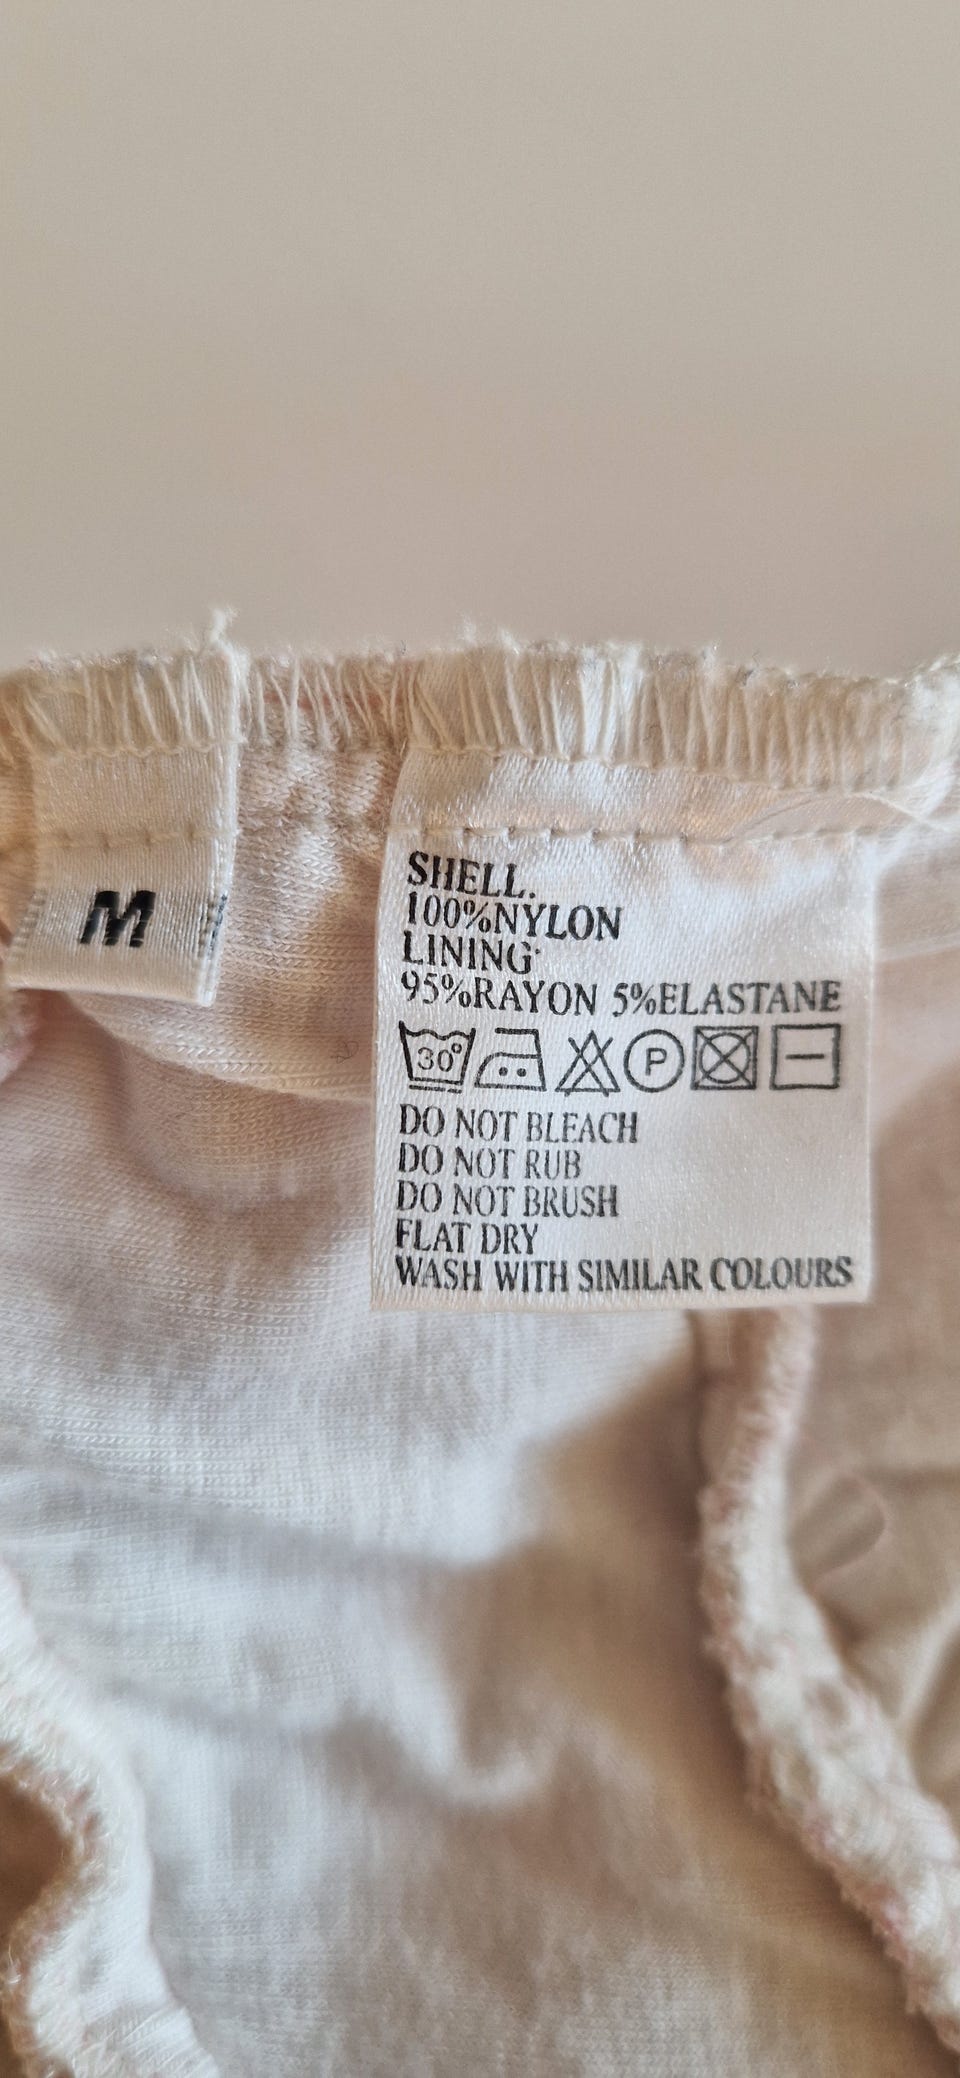 M
SHELL.
100%NYLON
LINING
95%RAYON 5%ELASTANE
30° P
DO NOT BLEACH
DO NOT RUB
DO NOT BRUSH
FLAT DRY
WASH WITH SIMILAR COLOURS